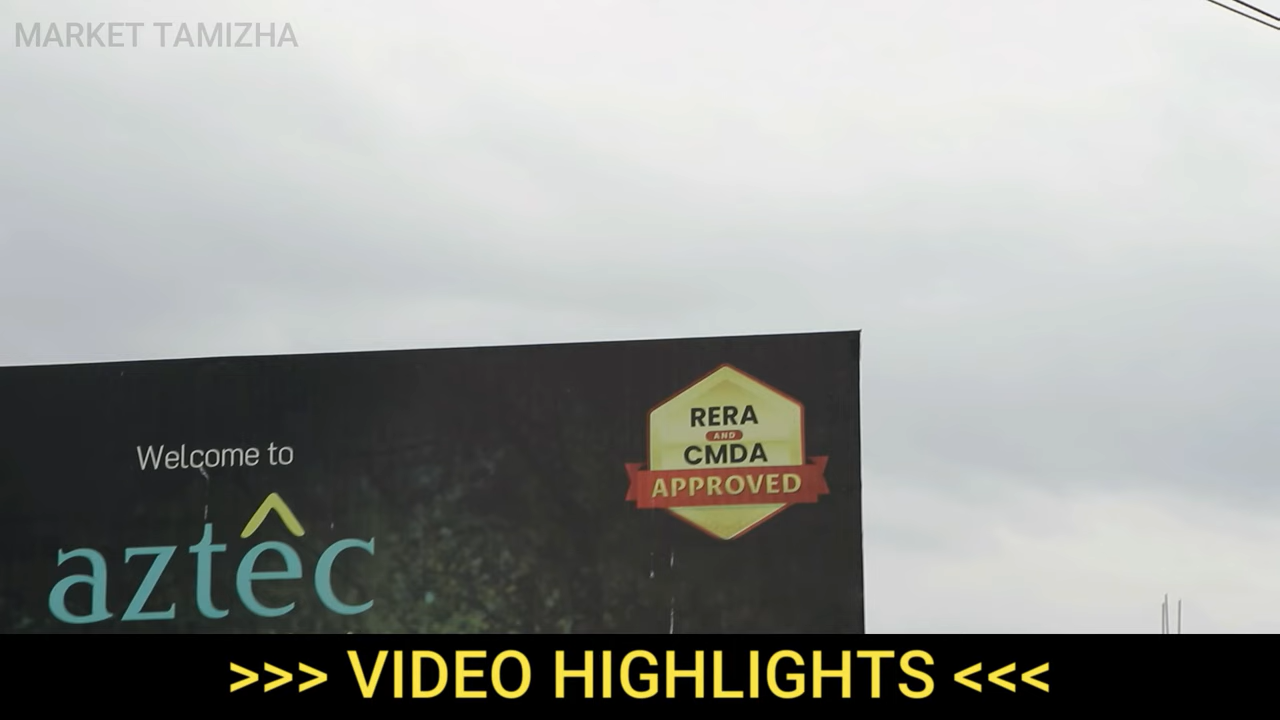 MARKET TAMIZHA
Welcome to
aztêc
RERA
AND
CMDA
APPROVED
>>> VIDEO HIGHLIGHTS <<<